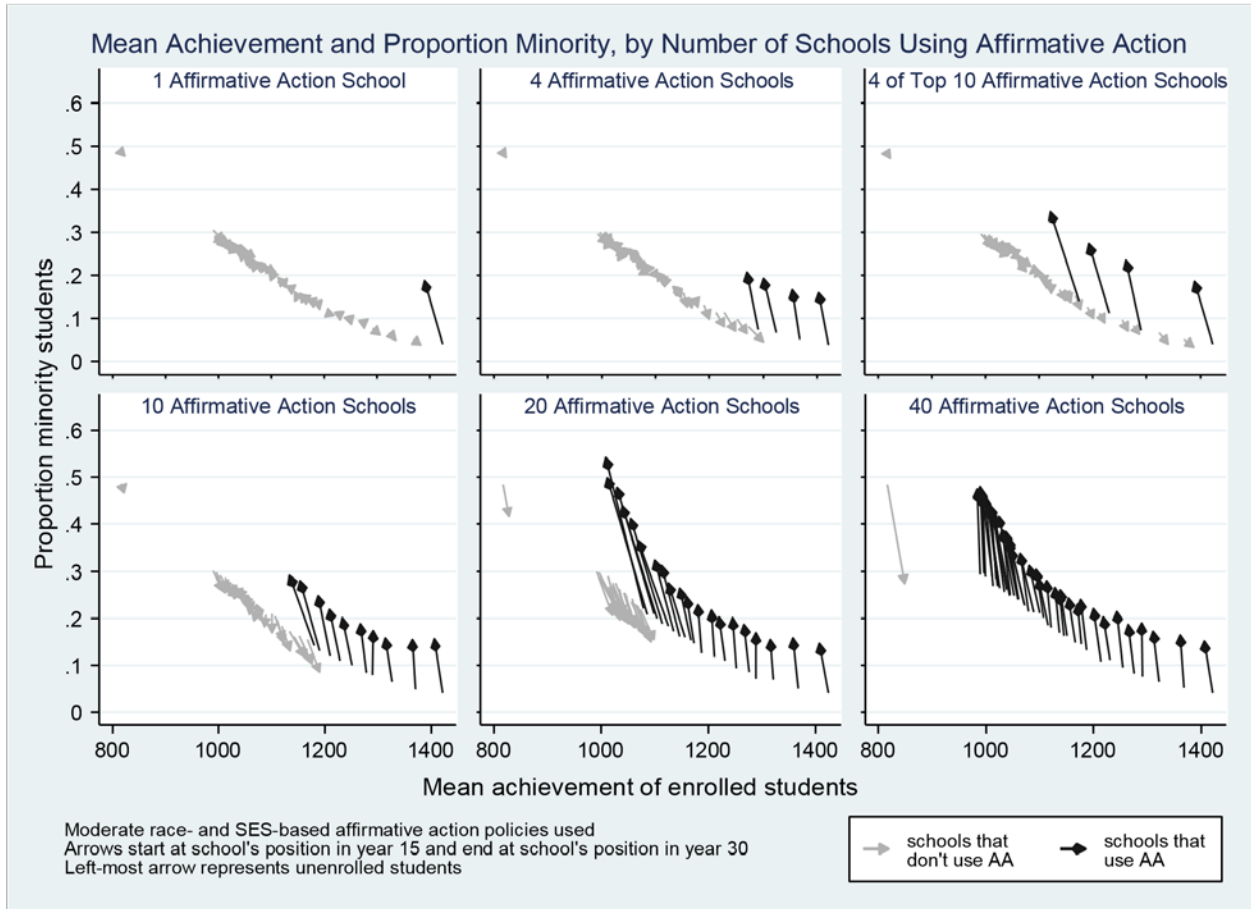 Mean Achievement and Proportion Minority, by Number of Schools Using Affirmative Action
1 Affirmative Action School
4 Affirmative Action Schools
4 of Top 10 Affirmative Action Schools
.6
.5
.4
.3
.2
.1
0
10 Affirmative Action Schools
20 Affirmative Action Schools
40 Affirmative Action Schools
.6
.5
.4
.3
.2
.1
0
Proportion minority students
800 1000 1200 1400
800 1000 1200 1400
800 1000 1200 1400
Mean achievement of enrolled students
Moderate race- and SES-based affirmative action policies used
Arrows start at school's position in year 15 and end at school's position in year 30
Left-most arrow represents unenrolled students
schools that
don't use AA
schools that
use AA